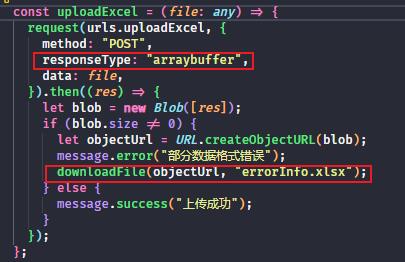 const uploadExcel = (file: any) => {
request(urls.uploadExcel, {
method: "POST",
responseType: "arraybuffer",
data: file,
}).then((res) => {
let blob = new Blob([res]);
if (blob.size ≠ 0) {
let objectUrl = URL.createObjectURL(blob);
message.error("部分数据格式错误");
downloadFile(objectUrl, "errorInfo.xlsx");
} else {
message.success("上传成功");
}
});
};